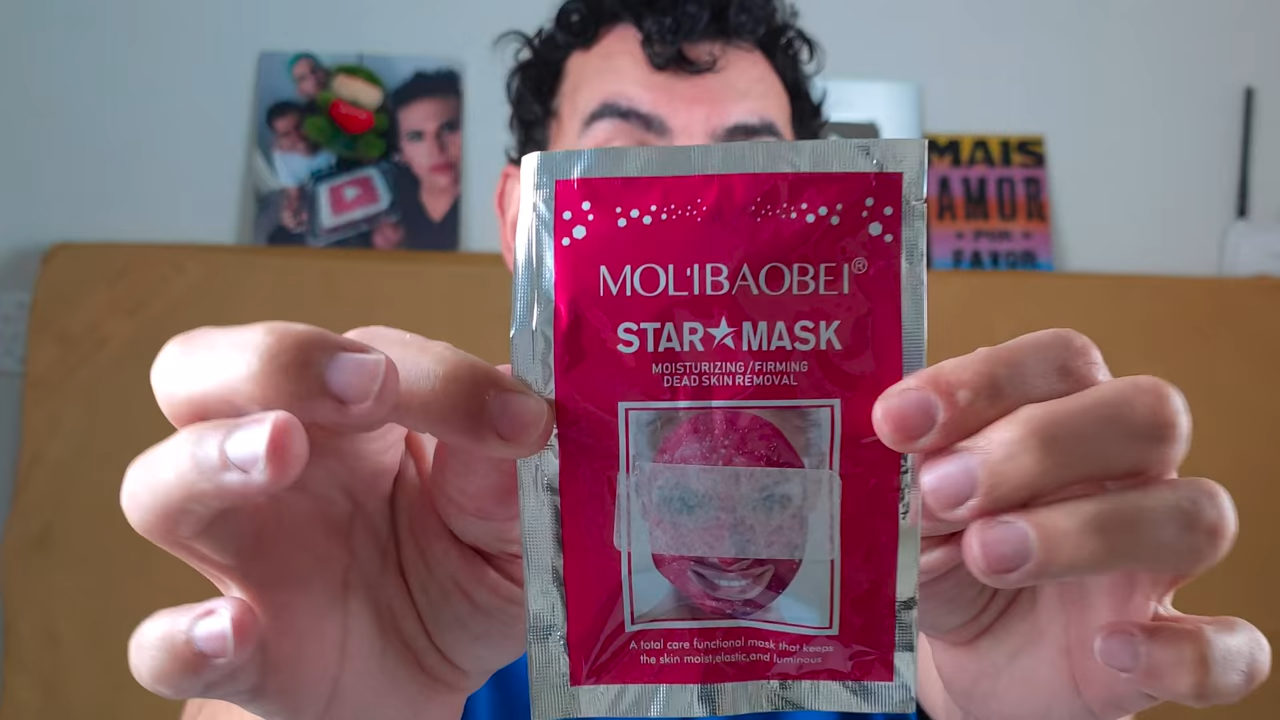 MOL'IBAOBEI®
STAR★MASK
MOISTURIZING/FIRMING
DEAD SKIN REMOVAL
A total care functional mask that keeps
the skin moist,elastic,and luminous
MAIS
AMOR
POR
FAVOR